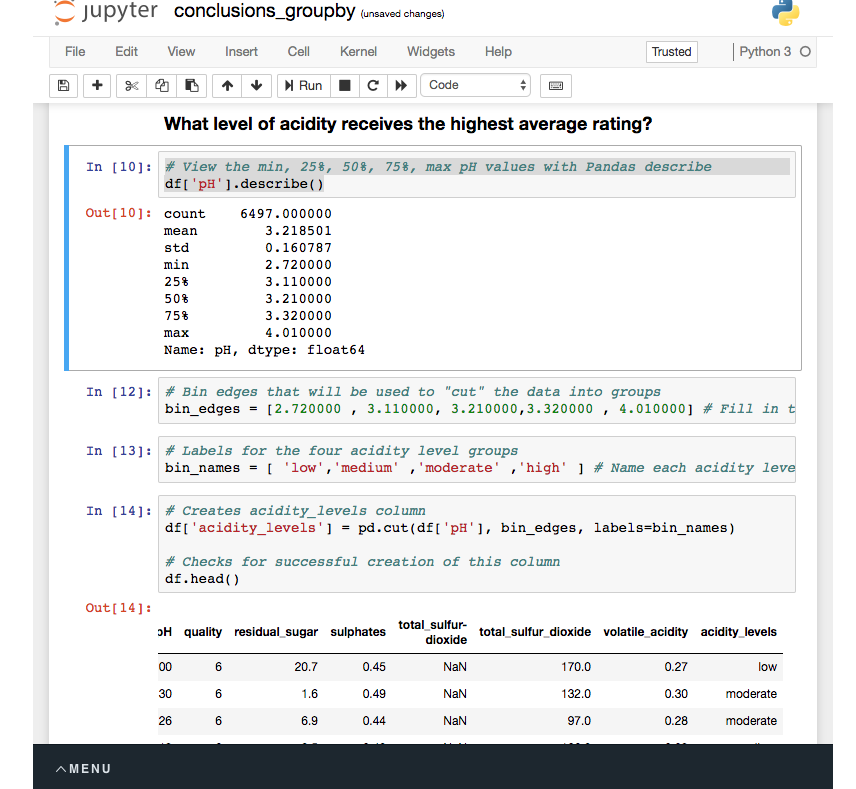 jupyter conclusions_groupby (unsaved changes)
File Edit View Insert Cell Kernel Widgets Help Trusted Python 3
Run Code
What level of acidity receives the highest average rating?
In [10]: # View the min, 25%, 50%, 75%, max pH values with Pandas describe
df['pH'].describe()
Out[10]: count 6497.000000
mean 3.218501
std 0.160787
min 2.720000
25% 3.110000
50% 3.210000
75% 3.320000
max 4.010000
Name: pH, dtype: float64
In [12]: # Bin edges that will be used to "cut" the data into groups
bin_edges = [2.720000 , 3.110000, 3.210000,3.320000 , 4.010000] # Fill in t
In [13]: # Labels for the four acidity level groups
bin_names = [ 'low','medium' ,'moderate' ,'high' ] # Name each acidity leve
In [14]: # Creates acidity_levels column
df['acidity_levels'] = pd.cut(df['pH'], bin_edges, labels=bin_names)
# Checks for successful creation of this column
df.head()
Out[14]:
pH quality residual_sugar sulphates total_sulfur-dioxide total_sulfur_dioxide volatile_acidity acidity_levels
00 6 20.7 0.45 NaN 170.0 0.27 low
30 6 1.6 0.49 NaN 132.0 0.30 moderate
26 6 6.9 0.44 NaN 97.0 0.28 moderate
MENU